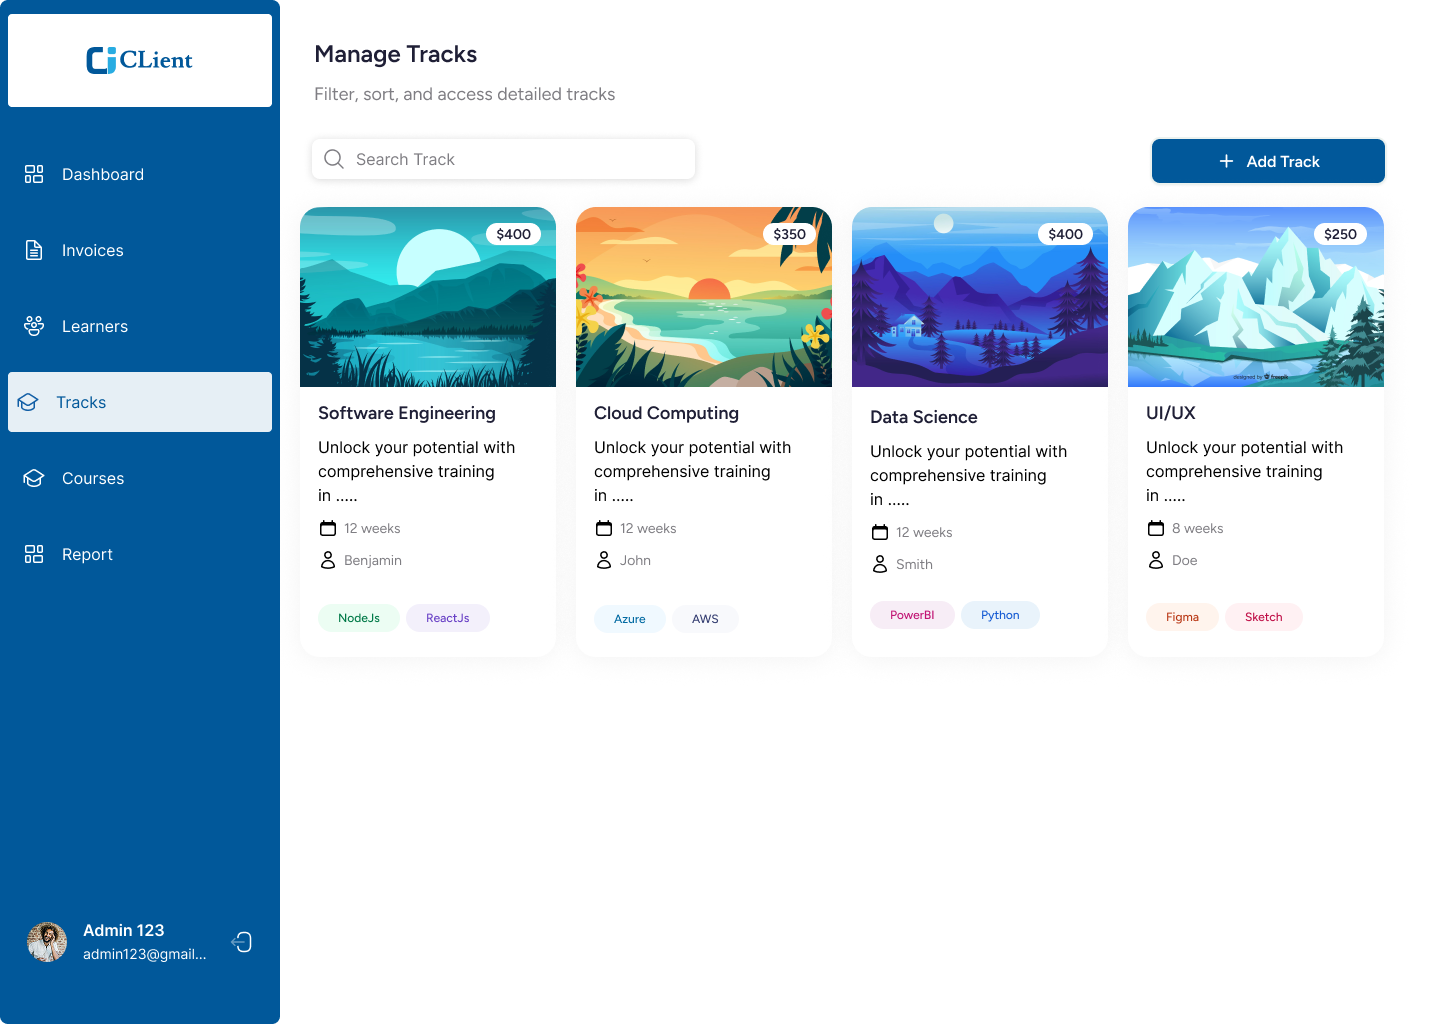 CLient
Dashboard
Invoices
Learners
Tracks
Courses
Report
Admin 123
admin123@gmail...
Manage Tracks
Filter, sort, and access detailed tracks
Search Track
Add Track
$400
Software Engineering
Unlock your potential with
comprehensive training
in .....
12 weeks
Benjamin
NodeJs
ReactJs
$350
Cloud Computing
Unlock your potential with
comprehensive training
in .....
12 weeks
John
Azure
AWS
$400
Data Science
Unlock your potential with
comprehensive training
in .....
12 weeks
Smith
PowerBI
Python
$250
designed by freepik
UI/UX
Unlock your potential with
comprehensive training
in .....
8 weeks
Doe
Figma
Sketch